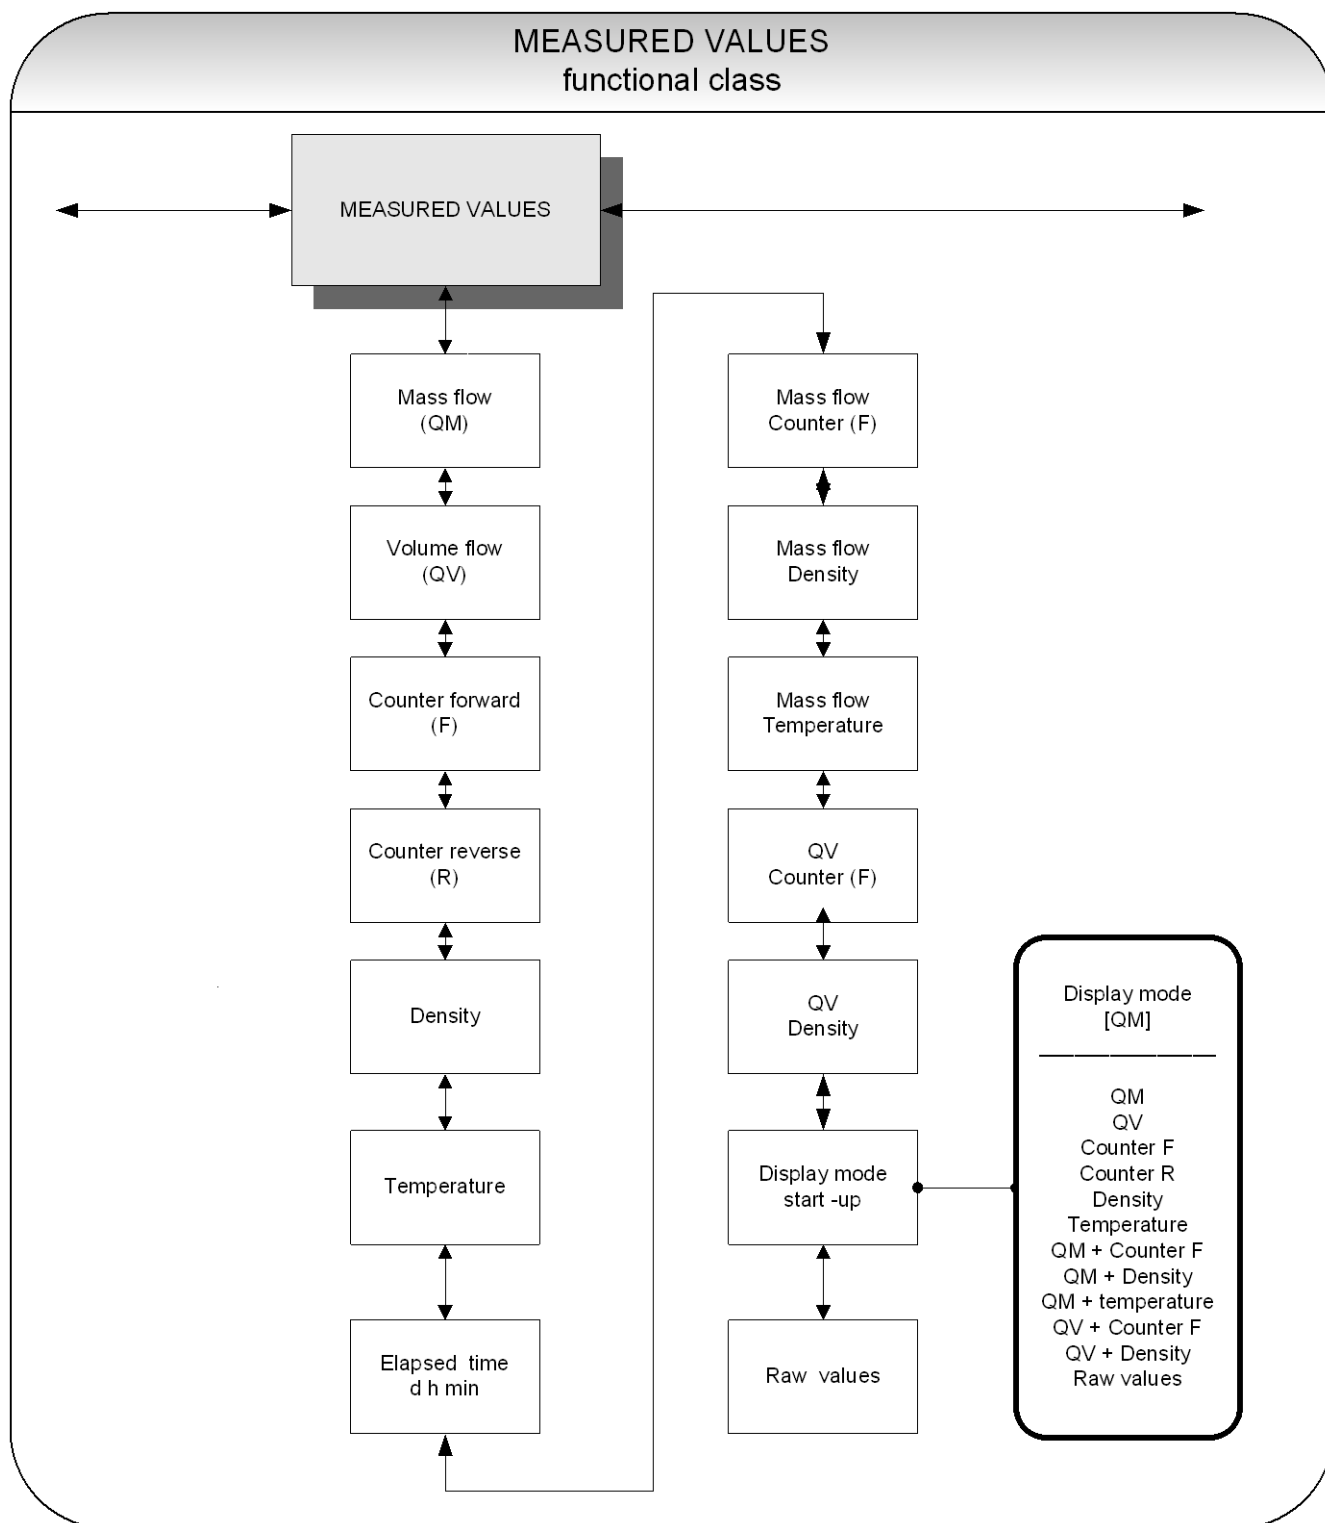 MEASURED VALUES
functional class
MEASURED VALUES
Mass flow
(QM)
Volume flow
(QV)
Counter forward
(F)
Counter reverse
(R)
Density
Temperature
Elapsed time
d h min
Mass flow
Counter (F)
Mass flow
Density
Mass flow
Temperature
QV
Counter (F)
QV
Density
Display mode
start -up
Raw values
Display mode
[QM]
QM
QV
Counter F
Counter R
Density
Temperature
QM + Counter F
QM + Density
QM + temperature
QV + Counter F
QV + Density
Raw values